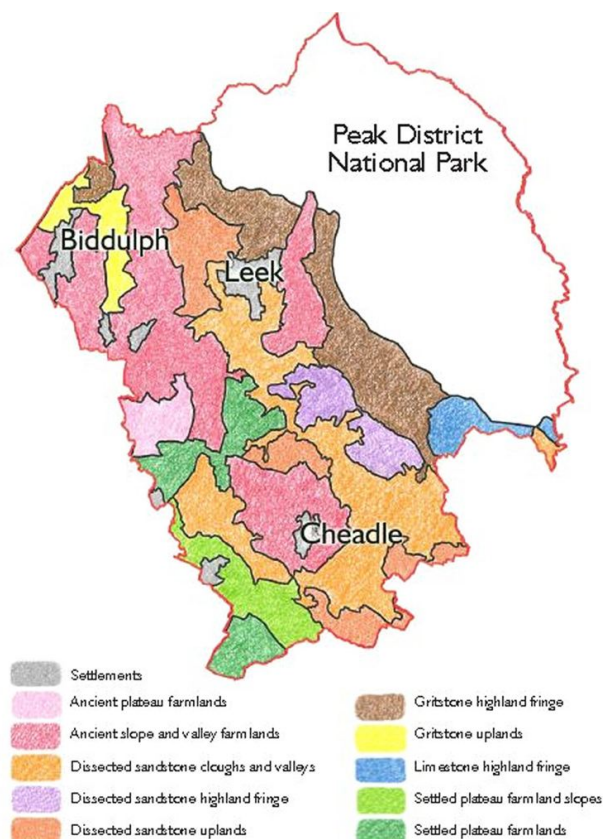 Peak District
National Park
Biddulph
Leek
Cheadle
Settlements
Ancient plateau farmlands
Ancient slope and valley farmlands
Dissected sandstone cloughs and valleys
Dissected sandstone highland fringe
Dissected sandstone uplands
Gritstone highland fringe
Gritstone uplands
Limestone highland fringe
Settled plateau farmland slopes
Settled plateau farmlands